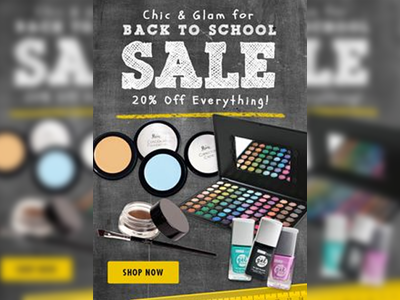 Chic & Glam for
BACK TO SCHOOL
SALE
20% Off Everything!
SHOP NOW